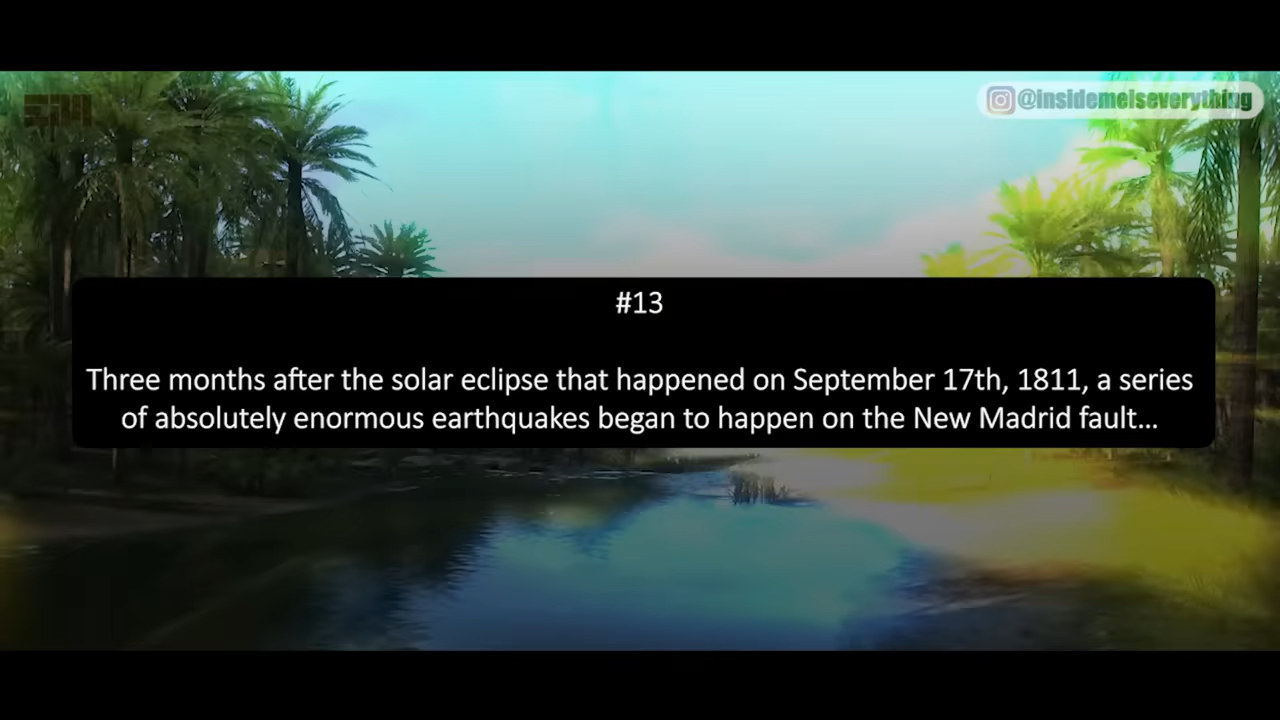 @insidemeiseverything
#13
Three months after the solar eclipse that happened on September 17th, 1811, a series
of absolutely enormous earthquakes began to happen on the New Madrid fault...